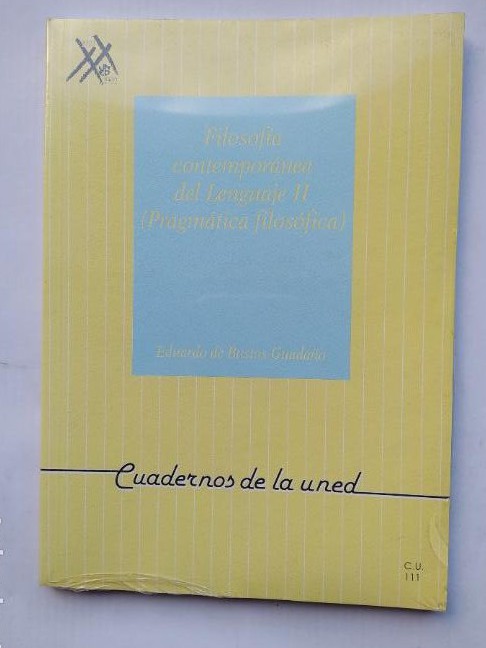 Filosofía
contemporánea
del Lenguaje II
(Pragmática filosófica)
Eduardo de Bustos Guadaño
Cuadernos de la uned
C.U.
111